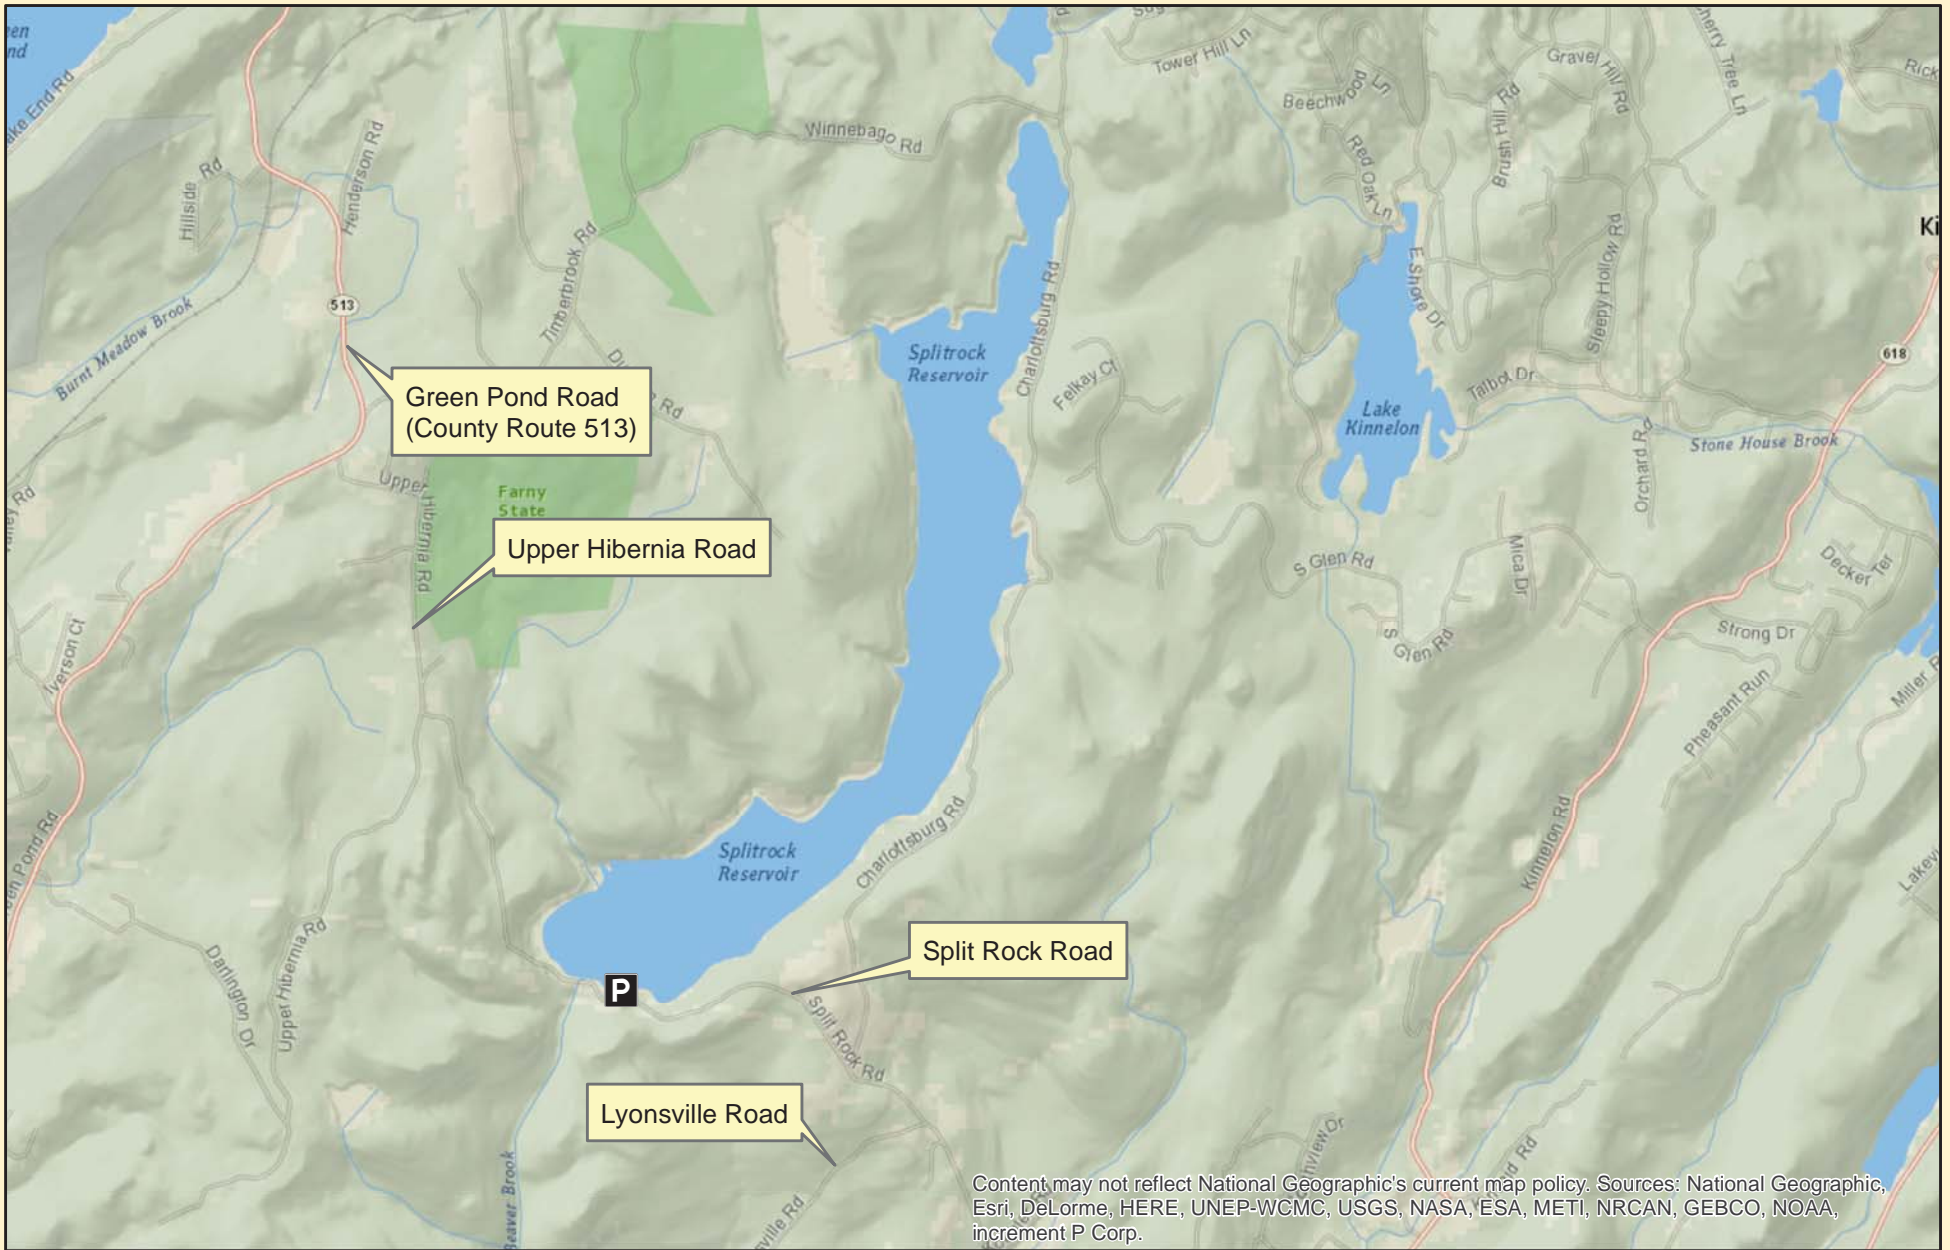 Tower Hill Ln
Gravel Hill Rd
Cherry Tree Ln
Beechwood Ln
Winnebago Rd
Henderson Rd
Brush Hill Rd
Red Oak Ln
Hillside Rd
Timberbrook Rd
E Shore Dr
Sleepy Hollow Rd
513
Burnt Meadow Brook
Charlottsburg Rd
Splitrock
Reservoir
618
Felkay Ct
Talbot Dr
Green Pond Road
(County Route 513)
Rd
Lake
Kinnelon
Orchard Rd
Stone House Brook
Upper Hibernia Rd
Farny
State
Upper Hibernia Road
S Glen Rd
Mica Dr
Decker Ter
S Glen Rd
Strong Dr
Iverson Ct
Pheasant Run
Miller
Kinnelon Rd
Splitrock
Reservoir
Charlottsburg Rd
Pond Rd
Darlington Dr
Upper Hibernia Rd
Split Rock Road
P
Split Rock Rd
Lyonsville Road
Beaver Brook
Rd
Content may not reflect National Geographic's current map policy. Sources: National Geographic,
Esri, DeLorme, HERE, UNEP-WCMC, USGS, NASA, ESA, METI, NRCAN, GEBCO, NOAA,
increment P Corp.